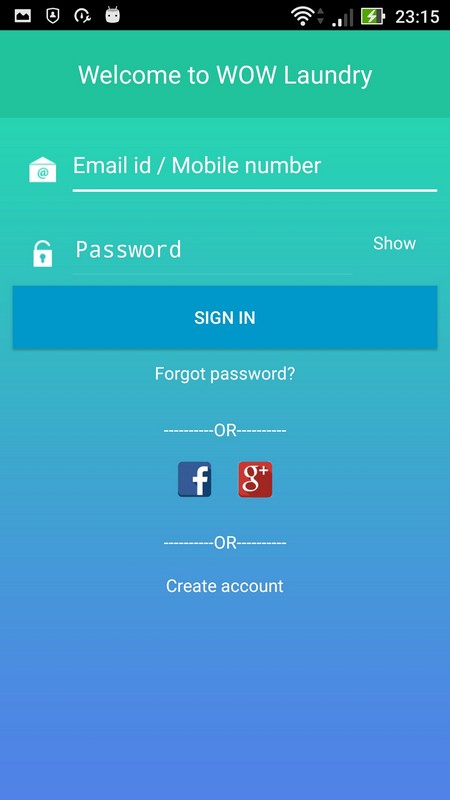 23:15
Welcome to WOW Laundry
@
Email id / Mobile number
Password
Show
SIGN IN
Forgot password?
----------OR----------
f g+
----------OR----------
Create account